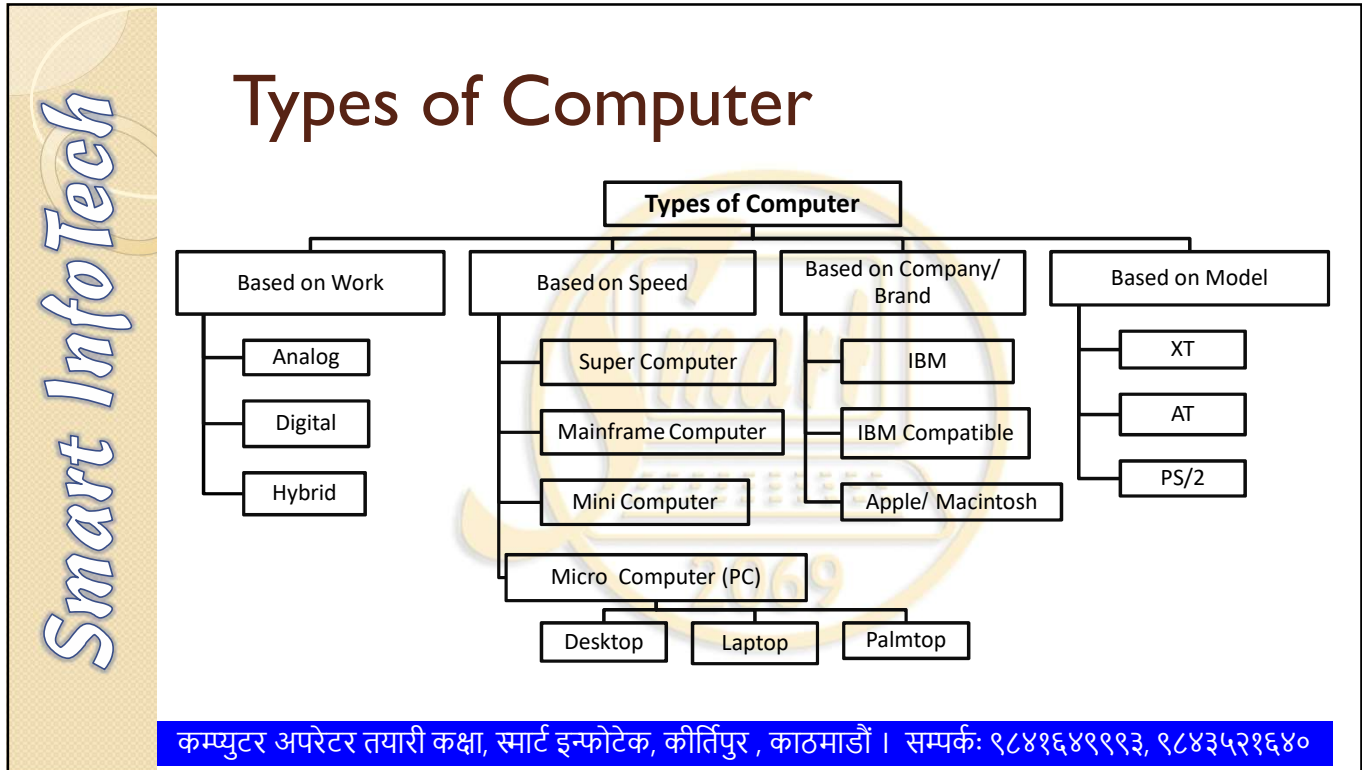 Smart InfoTech
Types of Computer
Types of Computer
Based on Work
Analog
Digital
Hybrid
Based on Speed
Super Computer
Mainframe Computer
Mini Computer
Micro Computer (PC)
Desktop
Laptop
Palmtop
Based on Company/
Brand
IBM
IBM Compatible
Apple/ Macintosh
Based on Model
XT
AT
PS/2
Smart
2069
कम्प्युटर अपरेटर तयारी कक्षा, स्मार्ट इन्फोटेक, कीर्तिपुर , काठमाडौं । सम्पर्कः ९८४१६४९९९३, ९८४३५२१६४०